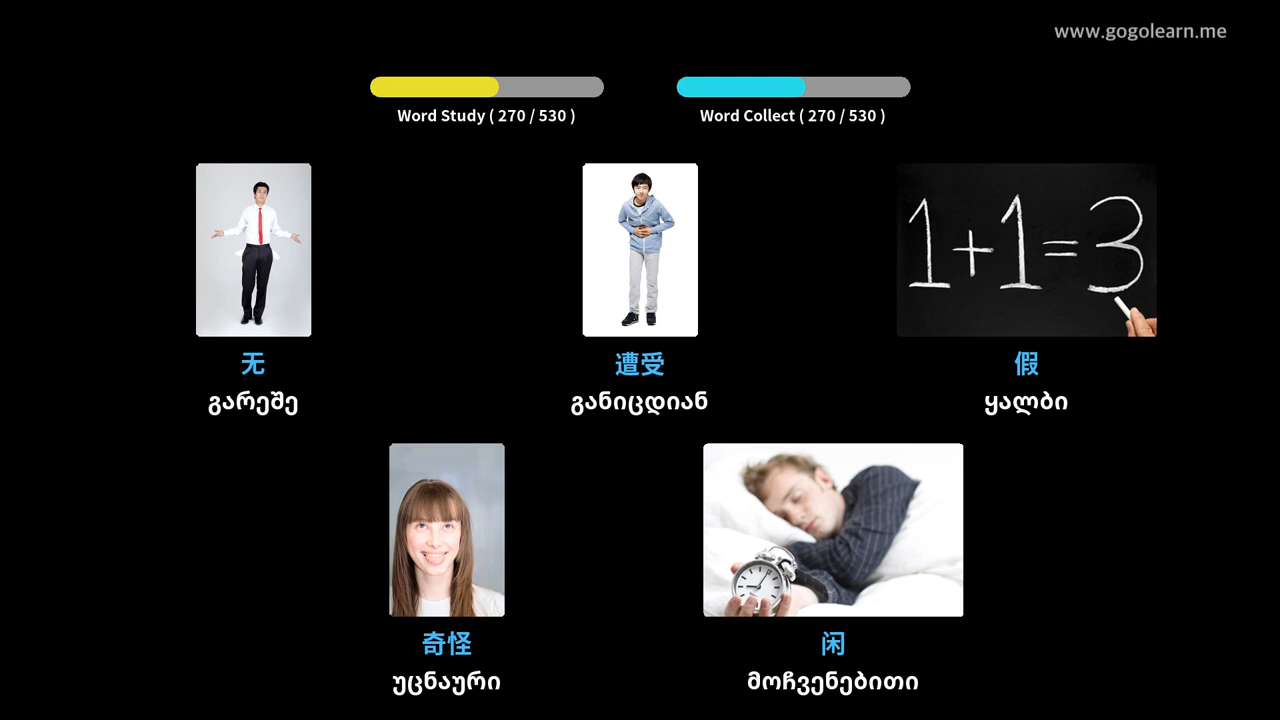 www.gogolearn.me
Word Study ( 270 / 530 )
Word Collect ( 270 / 530 )
1+1=3
无
遭受
假
გარეშე
განიცდიან
ყალბი
奇怪
闲
უცნაური
მოჩვენებითი